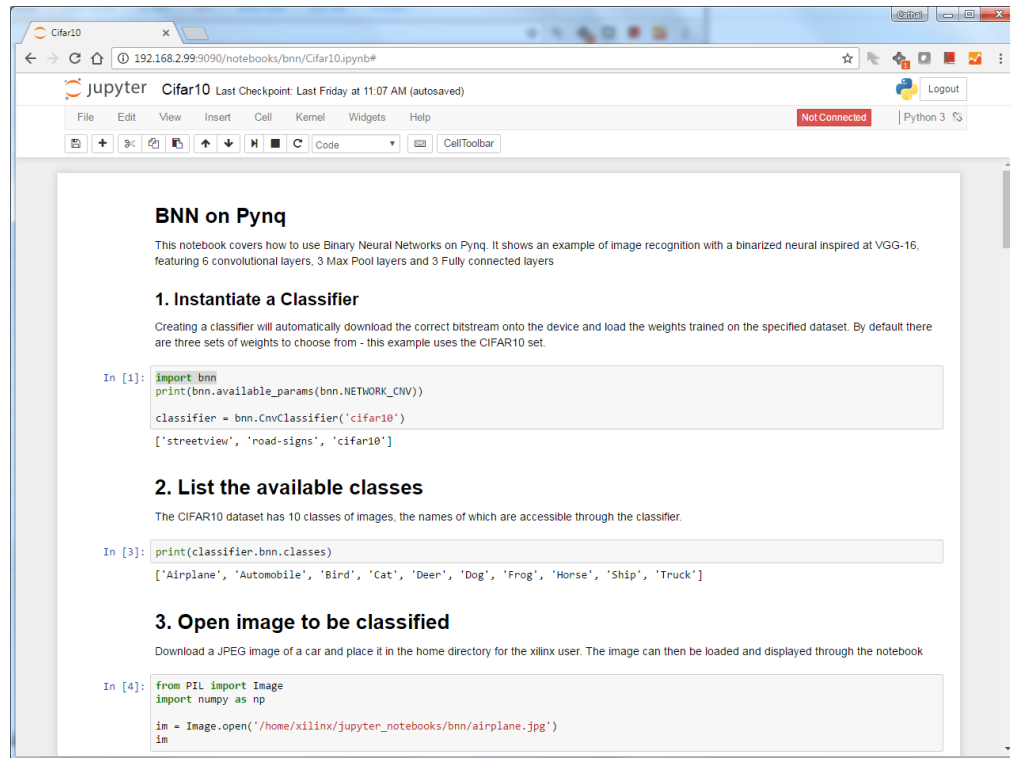 Cathal
Cifar10
192.168.2.99:9090/notebooks/bnn/Cifar10.ipynb#
1
jupyter Cifar10 Last Checkpoint: Last Friday at 11:07 AM (autosaved)
Logout
File Edit View Insert Cell Kernel Widgets Help
Not Connected
Python 3
Code
CellToolbar
BNN on Pynq
This notebook covers how to use Binary Neural Networks on Pynq. It shows an example of image recognition with a binarized neural inspired at VGG-16,
featuring 6 convolutional layers, 3 Max Pool layers and 3 Fully connected layers
1. Instantiate a Classifier
Creating a classifier will automatically download the correct bitstream onto the device and load the weights trained on the specified dataset. By default there
are three sets of weights to choose from - this example uses the CIFAR10 set.
In [1]: import bnn
print(bnn.available_params(bnn.NETWORK_CNV))
classifier = bnn.CnvClassifier('cifar10')
['streetview', 'road-signs', 'cifar10']
2. List the available classes
The CIFAR10 dataset has 10 classes of images, the names of which are accessible through the classifier.
In [3]: print(classifier.bnn.classes)
['Airplane', 'Automobile', 'Bird', 'Cat', 'Deer', 'Dog', 'Frog', 'Horse', 'Ship', 'Truck']
3. Open image to be classified
Download a JPEG image of a car and place it in the home directory for the xilinx user. The image can then be loaded and displayed through the notebook
In [4]: from PIL import Image
import numpy as np
im = Image.open('/home/xilinx/jupyter_notebooks/bnn/airplane.jpg')
im